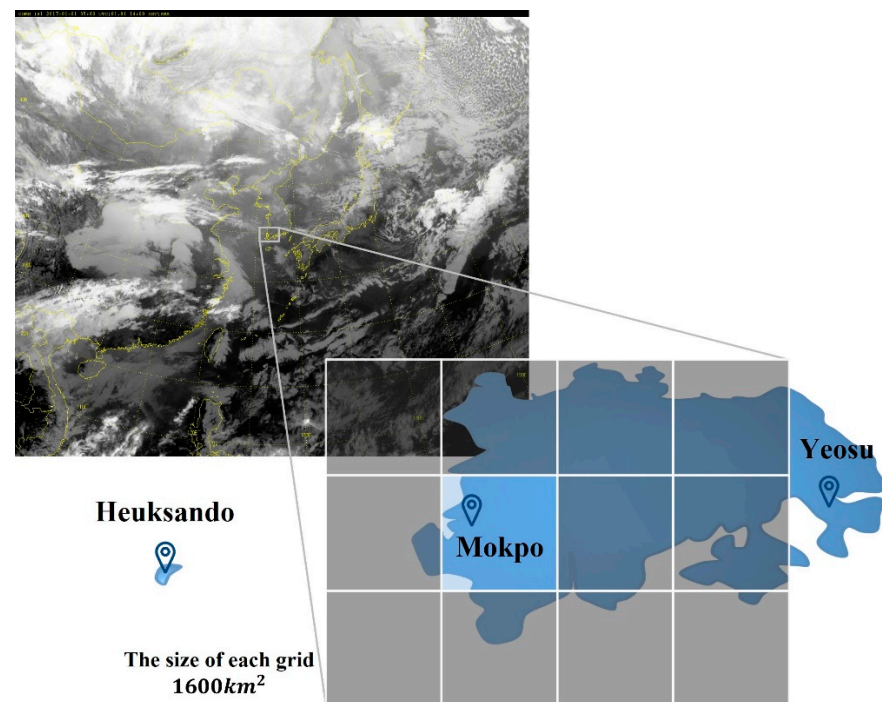 Yeosu
Heuksando
Mokpo
The size of each grid
1600km²